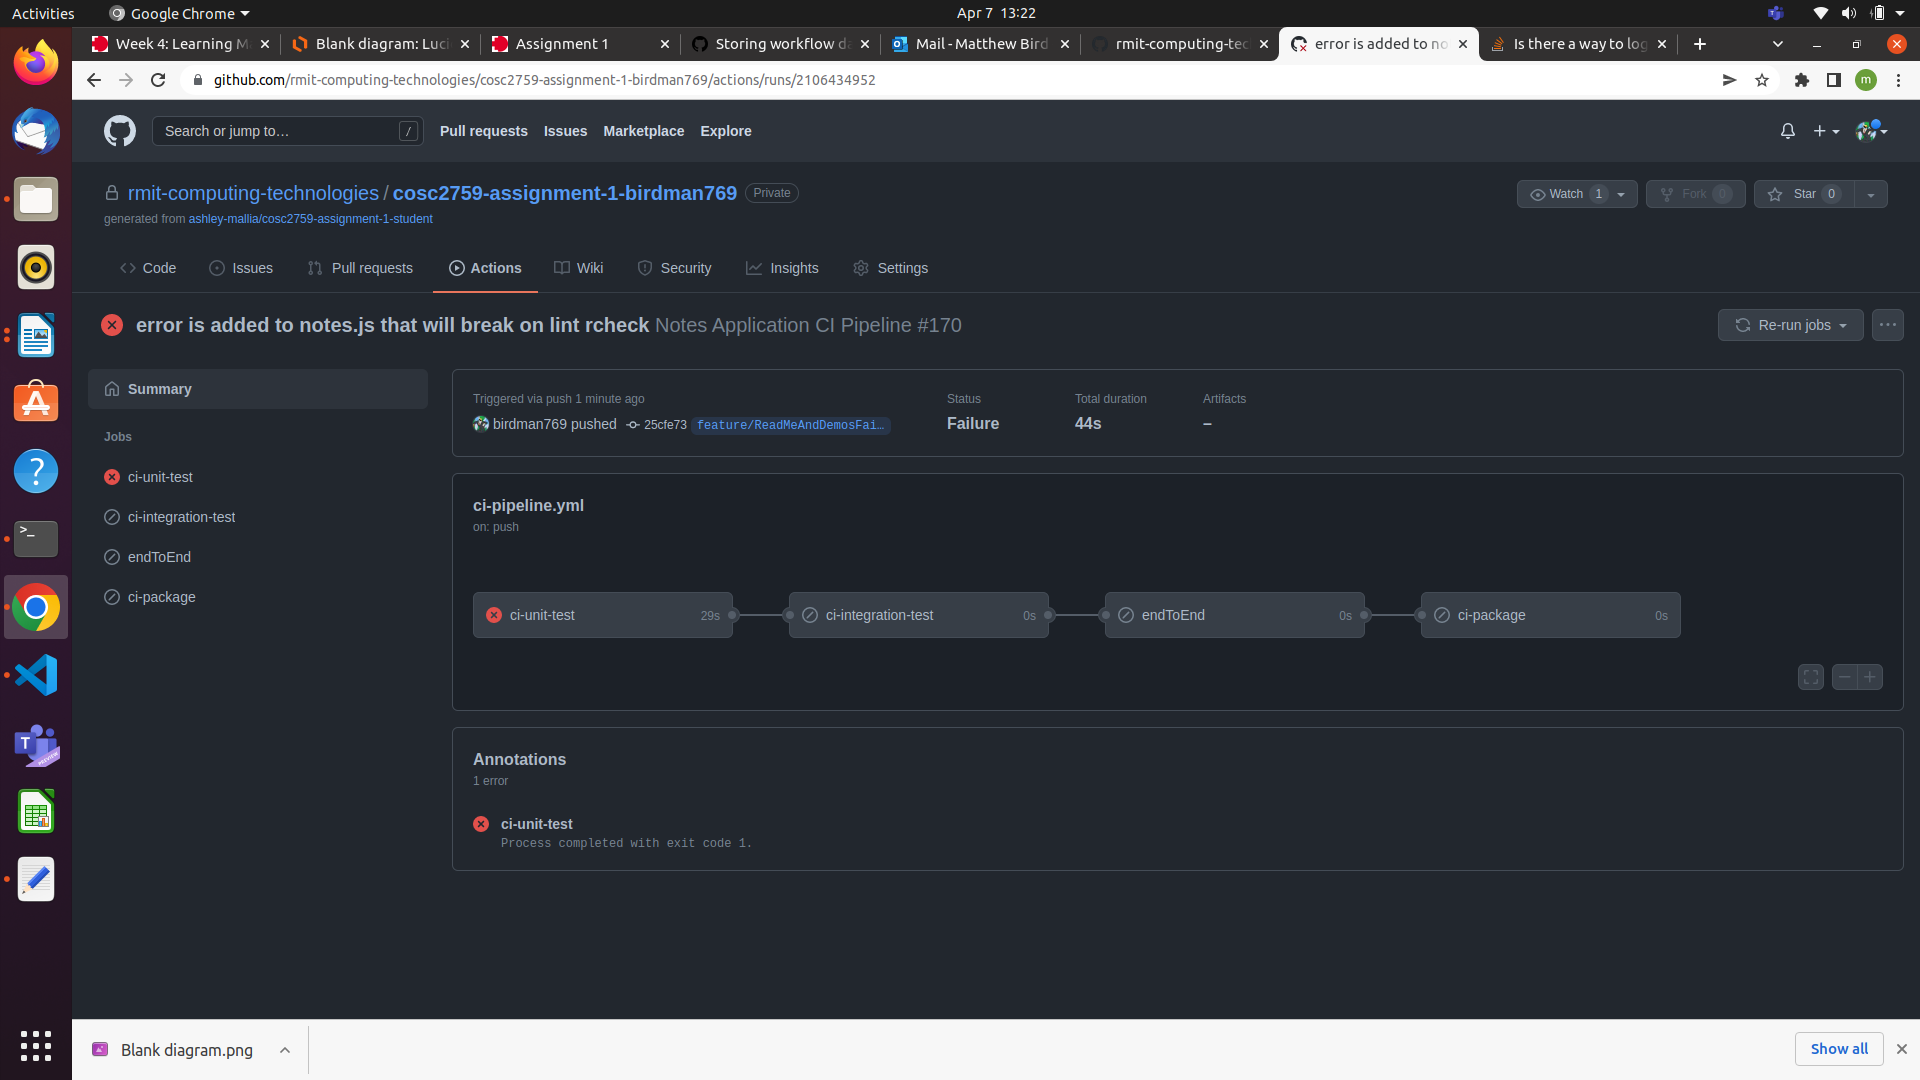 Activities
Google Chrome
Apr 7 13:22
Week 4: Learning M
Blank diagram: Luci
Assignment 1
Storing workflow da
Mail - Matthew Bird
rmit-computing-tec
error is added to no
Is there a way to log
github.com/rmit-computing-technologies/cosc2759-assignment-1-birdman769/actions/runs/2106434952
m
Search or jump to…
/
Pull requests
Issues
Marketplace
Explore
rmit-computing-technologies / cosc2759-assignment-1-birdman769 Private
generated from ashley-mallia/cosc2759-assignment-1-student
Watch 1
Fork 0
Star 0
Code
Issues
Pull requests
Actions
Wiki
Security
Insights
Settings
error is added to notes.js that will break on lint rcheck Notes Application CI Pipeline #170
Re-run jobs
Summary
Jobs
ci-unit-test
ci-integration-test
endToEnd
ci-package
Triggered via push 1 minute ago
birdman769 pushed 25cfe73 feature/ReadMeAndDemosFai…
Status
Failure
Total duration
44s
Artifacts
–
ci-pipeline.yml
on: push
ci-unit-test 29s
ci-integration-test 0s
endToEnd 0s
ci-package 0s
Annotations
1 error
ci-unit-test
Process completed with exit code 1.
Blank diagram.png
Show all